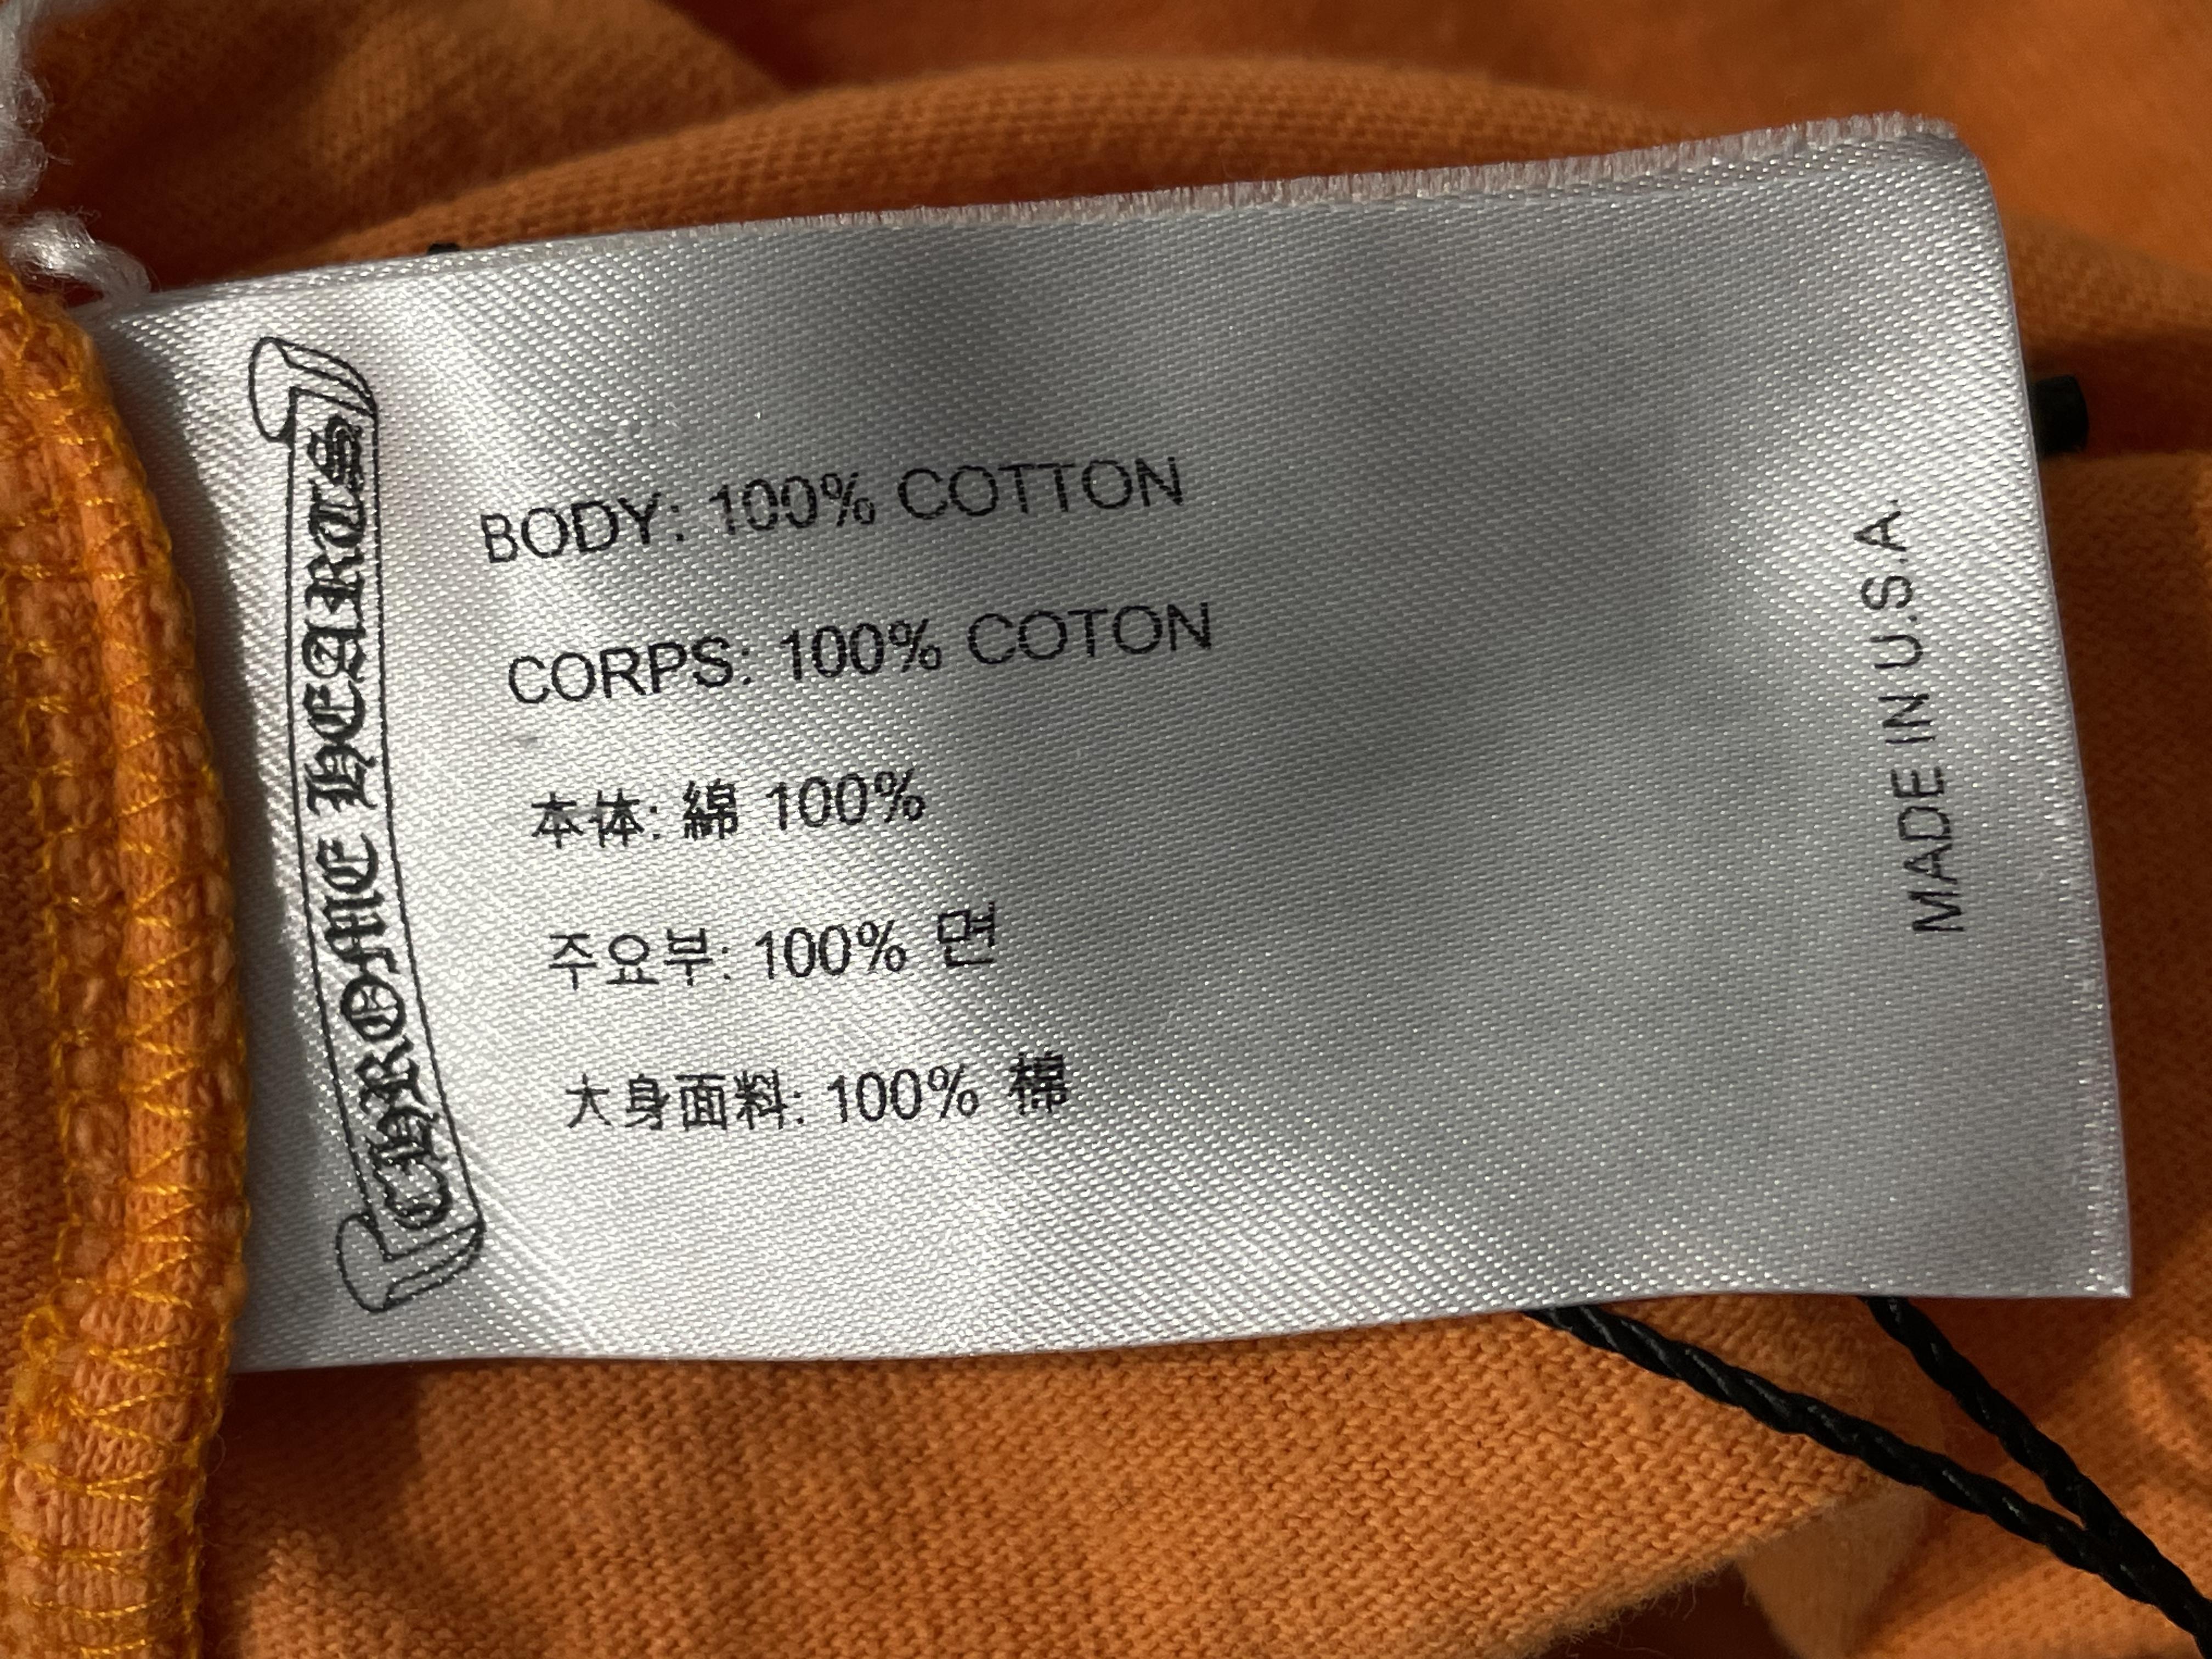 CHROME HEARTS
BODY: 100% COTTON
CORPS: 100% COTON
本体: 綿 100%
주요부: 100% 면
大身面料: 100% 棉
MADE IN U.S.A